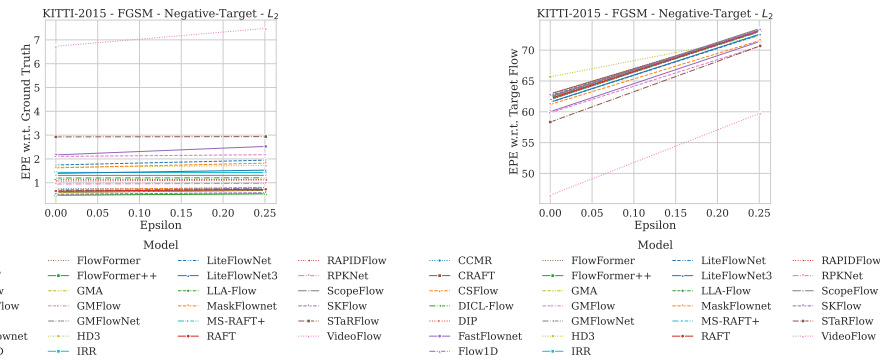 KITTI-2015 - FGSM - Negative-Target - L₂
7
6
5
4
3
2
1
EPE w.r.t. Ground Truth
0.00 0.05 0.10 0.15 0.20 0.25
Epsilon
Model
FlowFormer LiteFlowNet RAPIDFlow
FlowFormer++ LiteFlowNet3 RPKNet
GMA LLA-Flow ScopeFlow
GMFlow MaskFlownet SKFlow
GMFlowNet MS-RAFT+ STaRFlow
HD3 RAFT VideoFlow
IRR
KITTI-2015 - FGSM - Negative-Target - L₂
70
65
60
55
50
EPE w.r.t. Target Flow
0.00 0.05 0.10 0.15 0.20 0.25
Epsilon
Model
CCMR FlowFormer LiteFlowNet RAPIDFlow
CRAFT FlowFormer++ LiteFlowNet3 RPKNet
CSFlow GMA LLA-Flow ScopeFlow
DICL-Flow GMFlow MaskFlownet SKFlow
DIP GMFlowNet MS-RAFT+ STaRFlow
FastFlownet HD3 RAFT VideoFlow
Flow1D IRR